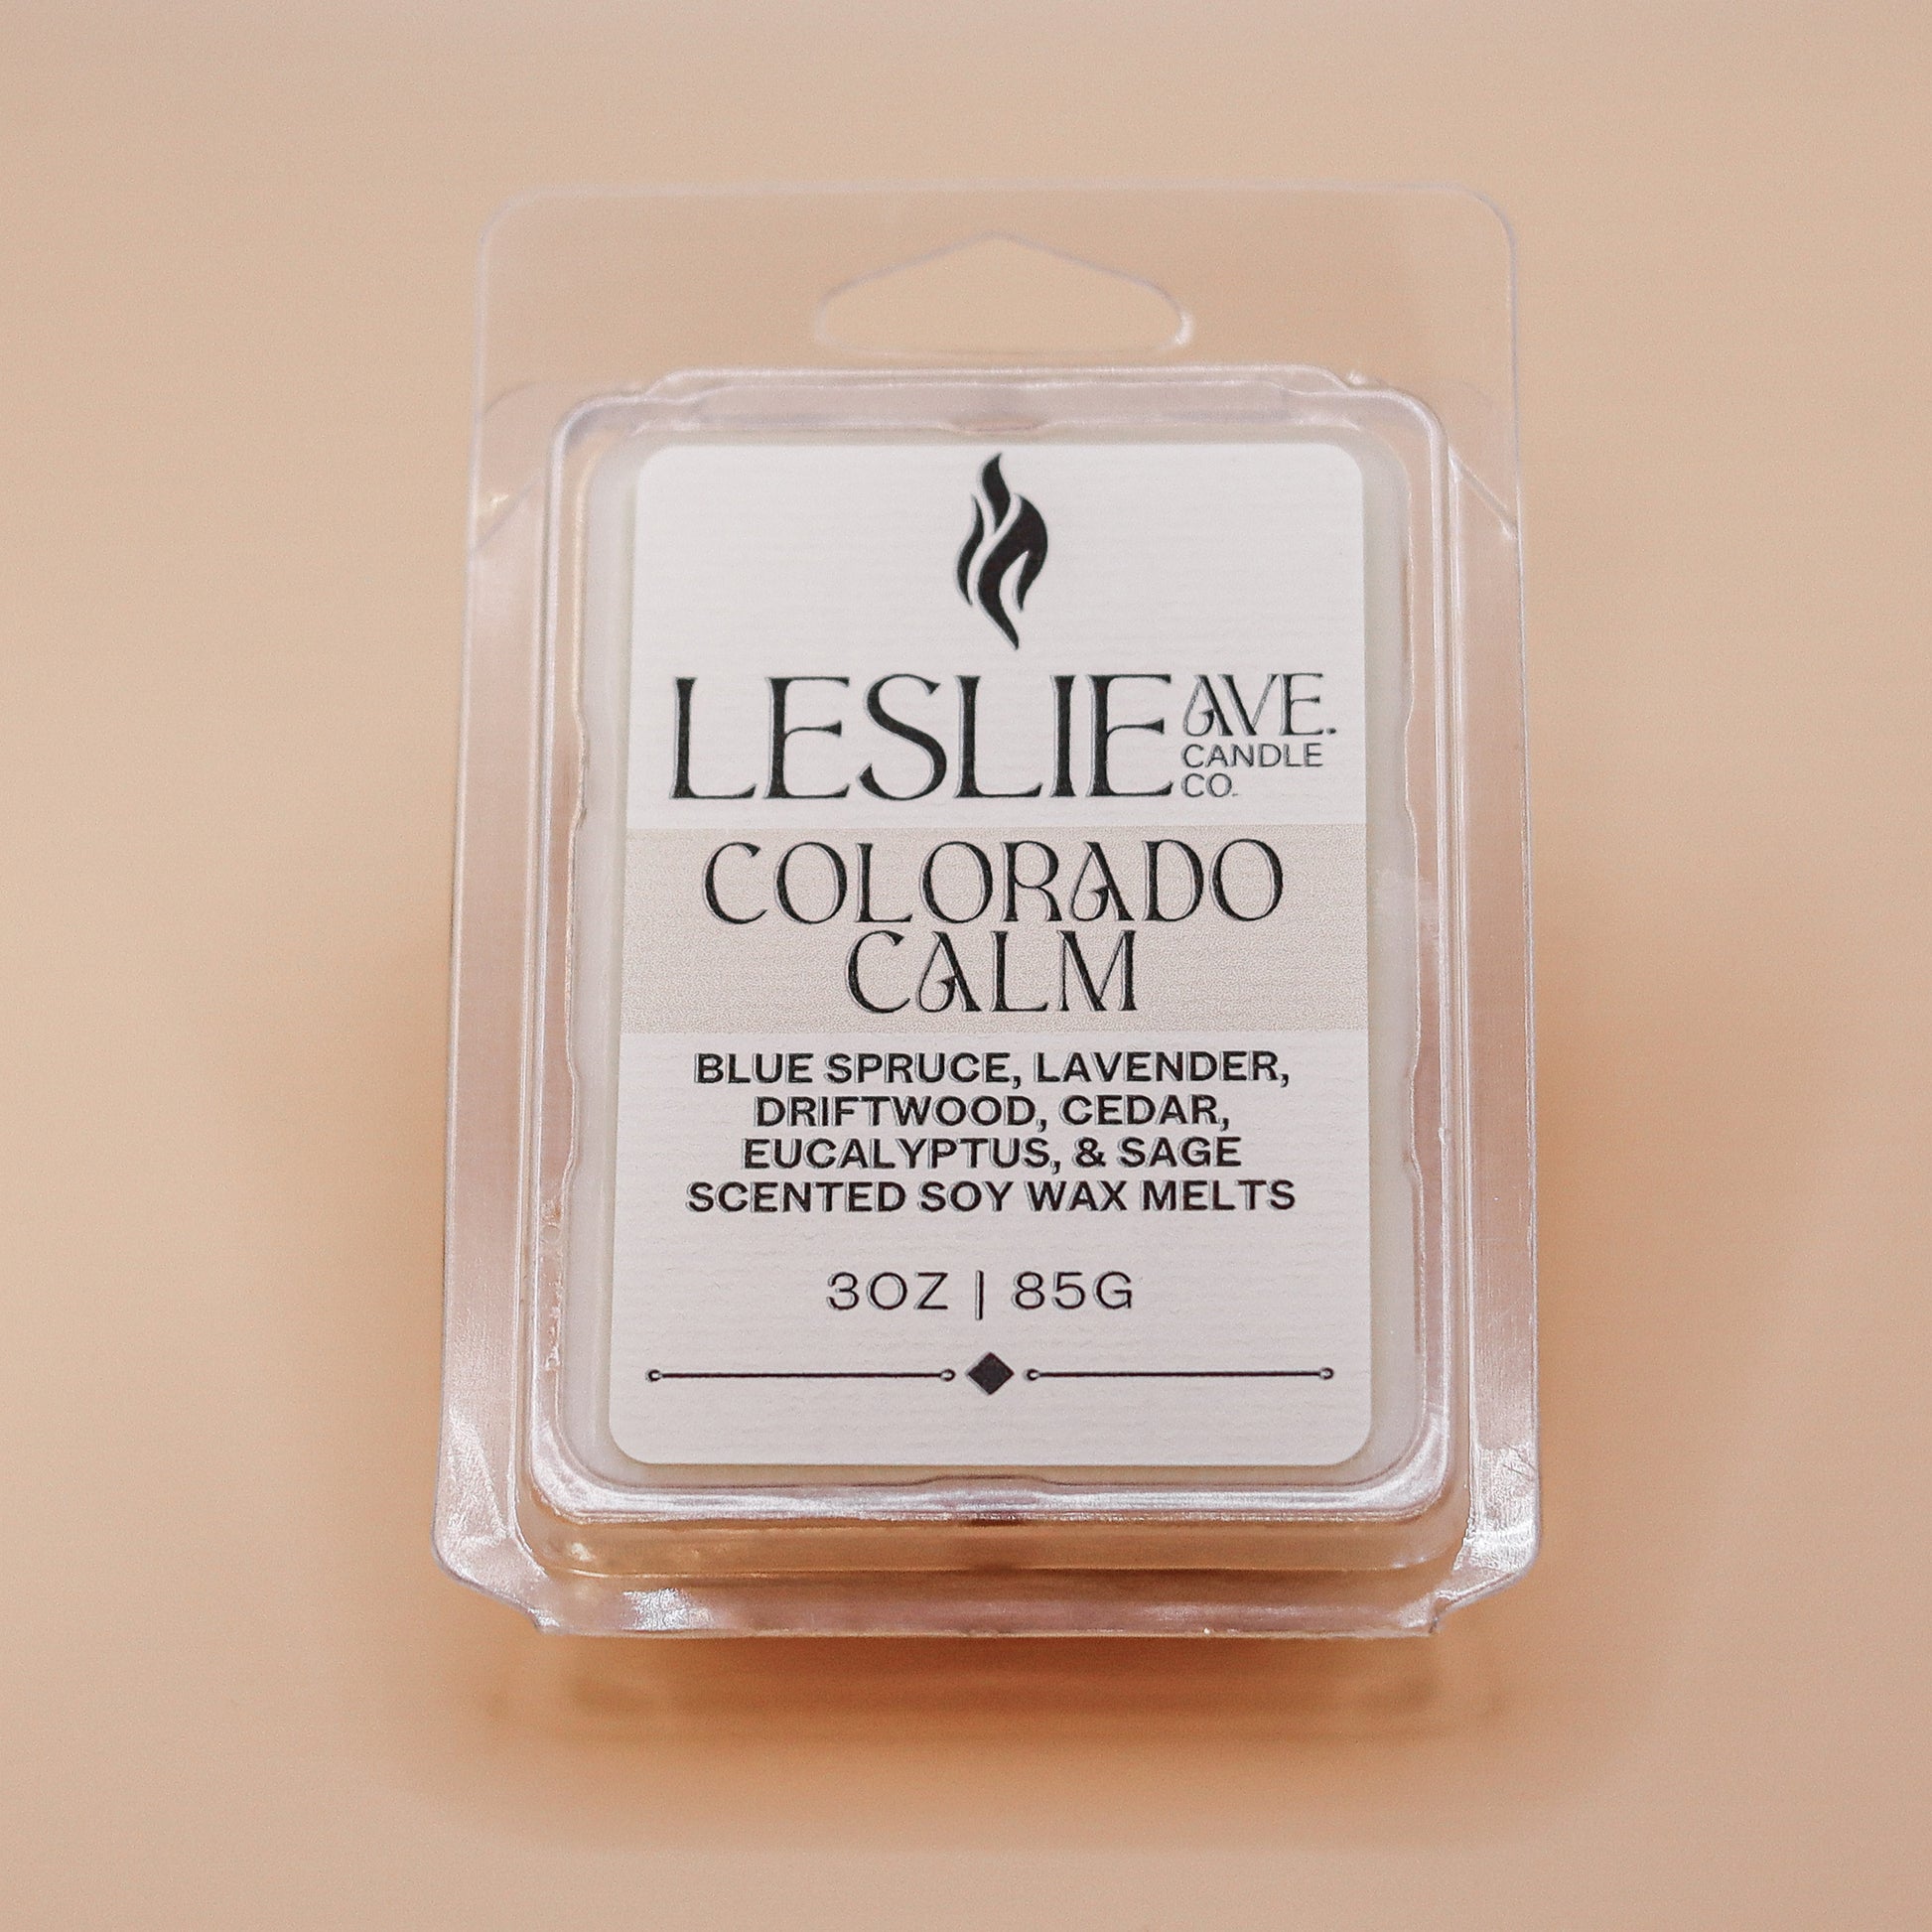 LESLIE AVE.
CANDLE
CO.
COLORADO
CALM
BLUE SPRUCE, LAVENDER,
DRIFTWOOD, CEDAR,
EUCALYPTUS, & SAGE
SCENTED SOY WAX MELTS
3OZ | 85G